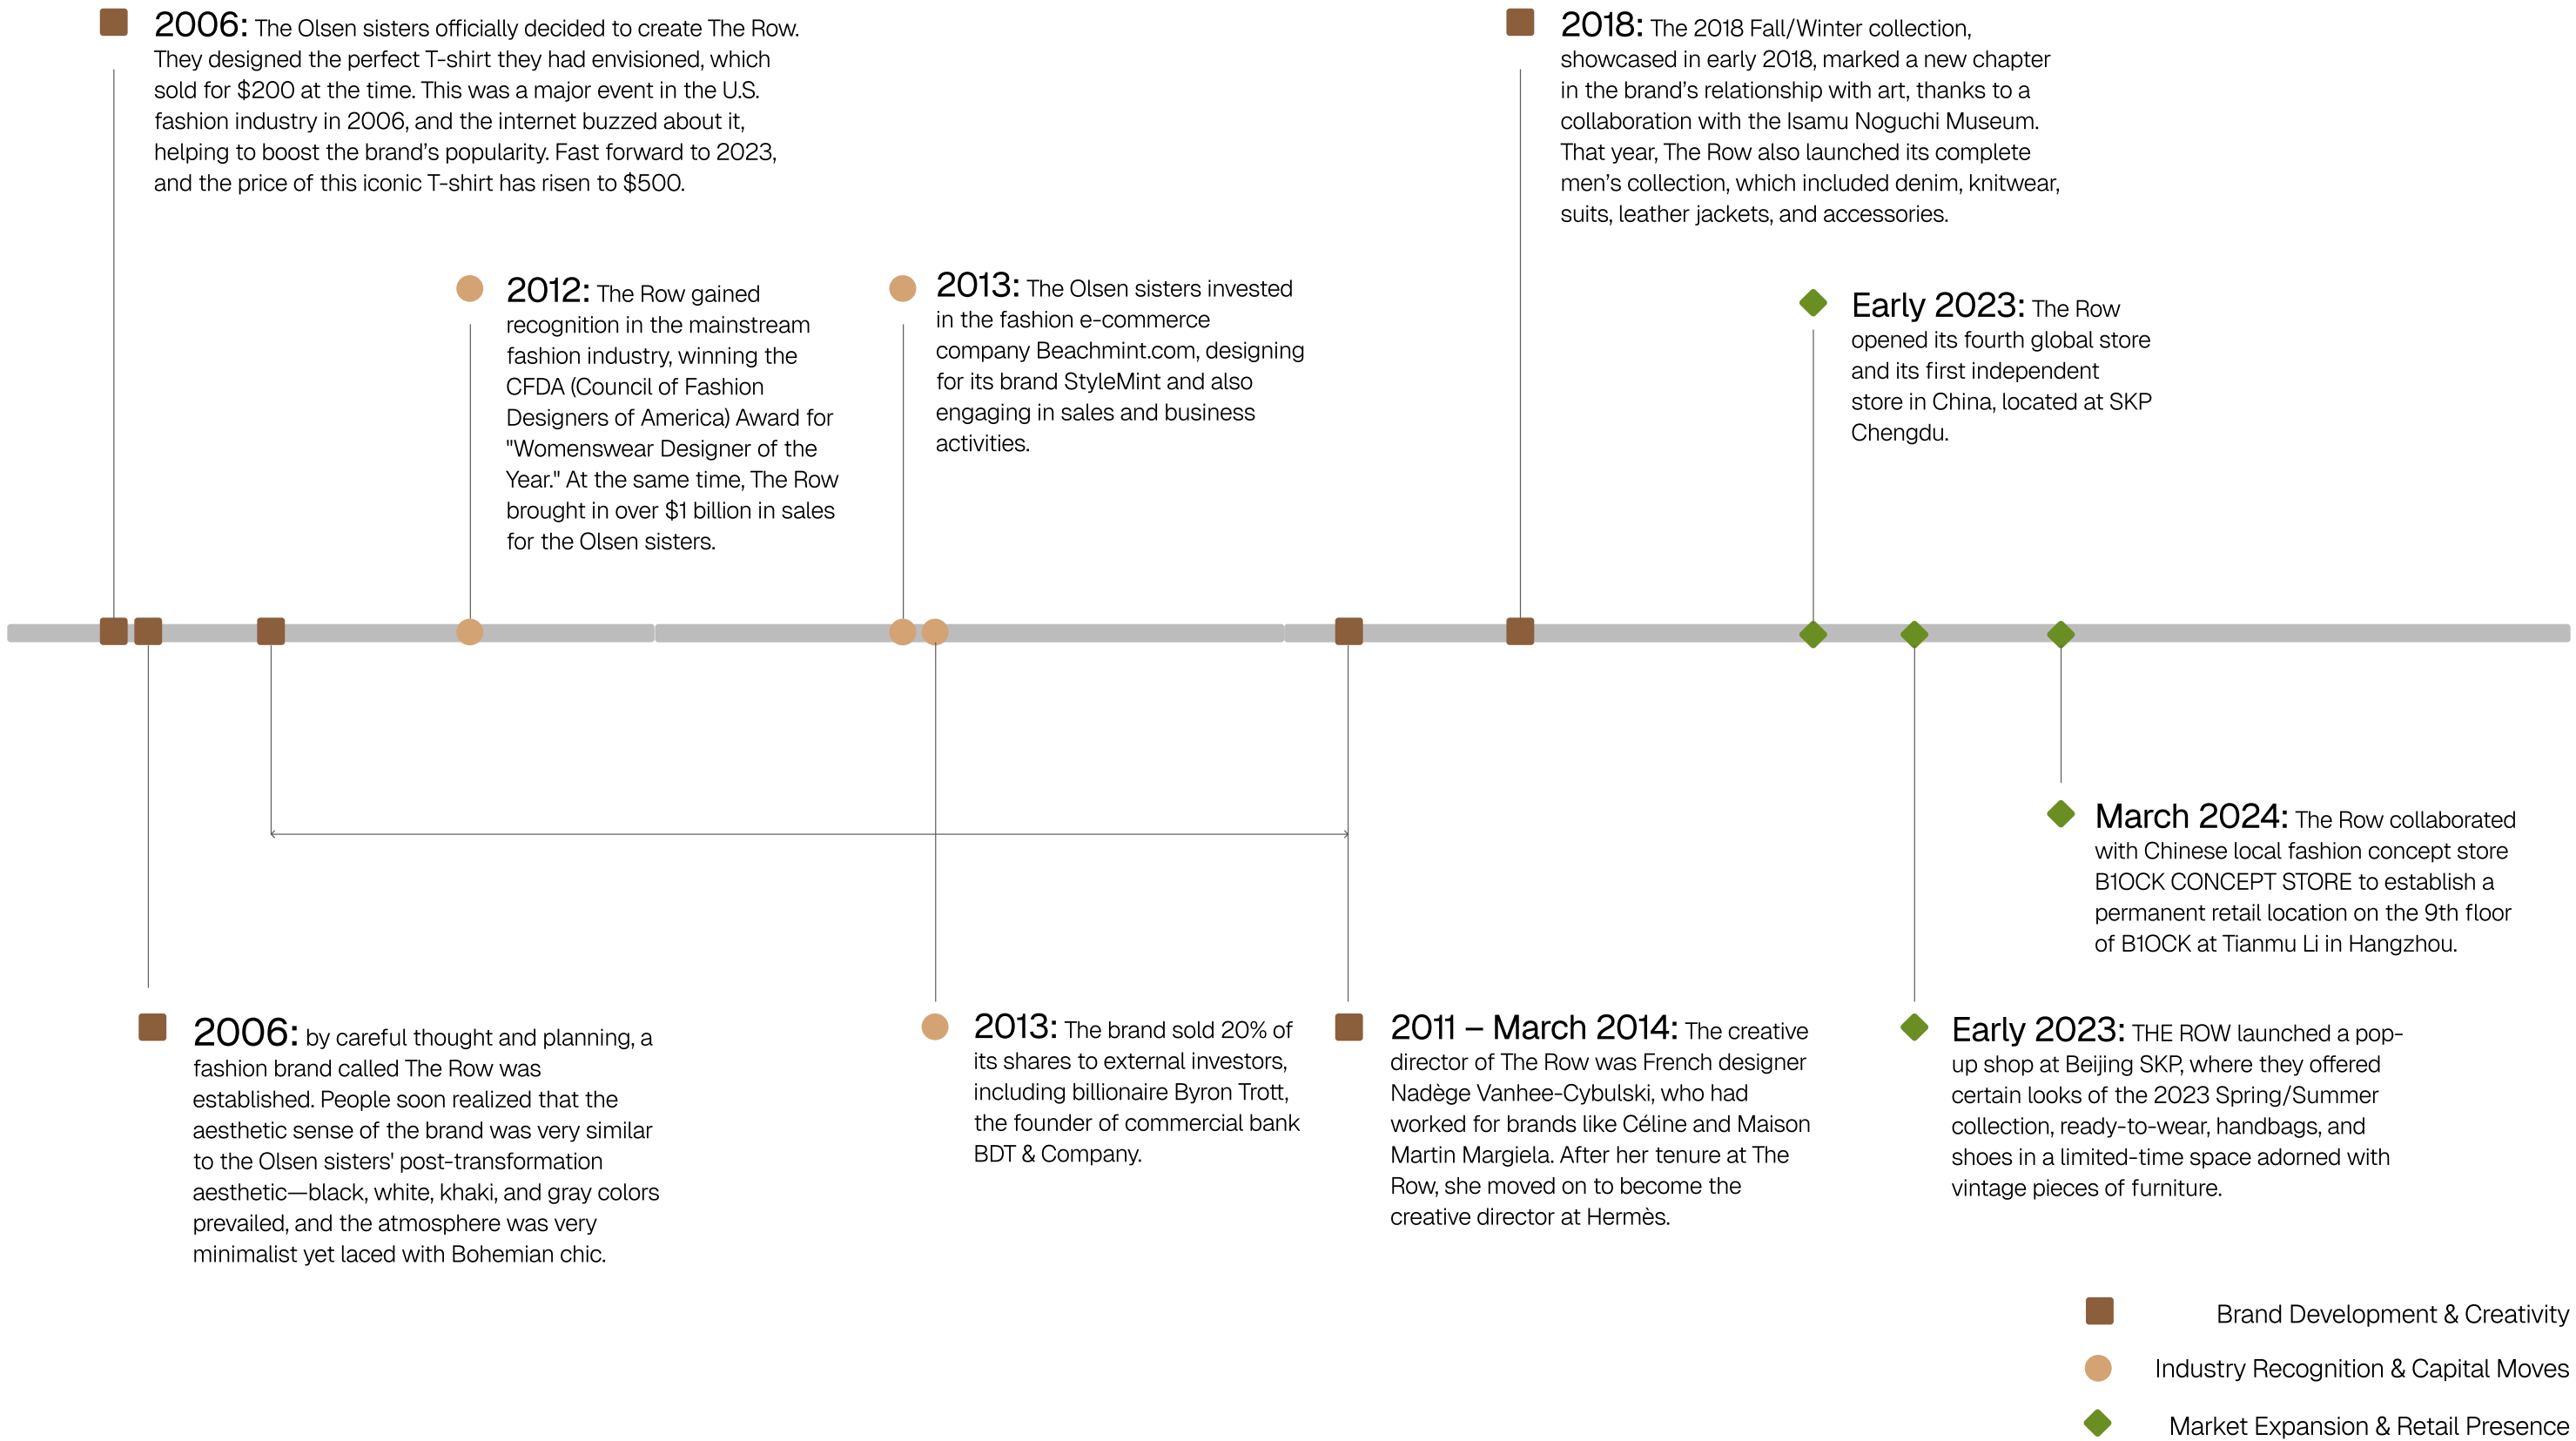 2006: The Olsen sisters officially decided to create The Row.
They designed the perfect T-shirt they had envisioned, which
sold for $200 at the time. This was a major event in the U.S.
fashion industry in 2006, and the internet buzzed about it,
helping to boost the brand's popularity. Fast forward to 2023,
and the price of this iconic T-shirt has risen to $500.
2018: The 2018 Fall/Winter collection,
showcased in early 2018, marked a new chapter
in the brand's relationship with art, thanks to a
collaboration with the Isamu Noguchi Museum.
That year, The Row also launched its complete
men's collection, which included denim, knitwear,
suits, leather jackets, and accessories.
2012: The Row gained
recognition in the mainstream
fashion industry, winning the
CFDA (Council of Fashion
Designers of America) Award for
"Womenswear Designer of the
Year." At the same time, The Row
brought in over $1 billion in sales
for the Olsen sisters.
2013: The Olsen sisters invested
in the fashion e-commerce
company Beachmint.com, designing
for its brand StyleMint and also
engaging in sales and business
activities.
Early 2023: The Row
opened its fourth global store
and its first independent
store in China, located at SKP
Chengdu.
March 2024: The Row collaborated
with Chinese local fashion concept store
B1OCK CONCEPT STORE to establish a
permanent retail location on the 9th floor
of B1OCK at Tianmu Li in Hangzhou.
2006: by careful thought and planning, a
fashion brand called The Row was
established. People soon realized that the
aesthetic sense of the brand was very similar
to the Olsen sisters' post-transformation
aesthetic—black, white, khaki, and gray colors
prevailed, and the atmosphere was very
minimalist yet laced with Bohemian chic.
2013: The brand sold 20% of
its shares to external investors,
including billionaire Byron Trott,
the founder of commercial bank
BDT & Company.
2011 – March 2014: The creative
director of The Row was French designer
Nadège Vanhee-Cybulski, who had
worked for brands like Céline and Maison
Martin Margiela. After her tenure at The
Row, she moved on to become the
creative director at Hermès.
Early 2023: THE ROW launched a pop-
up shop at Beijing SKP, where they offered
certain looks of the 2023 Spring/Summer
collection, ready-to-wear, handbags, and
shoes in a limited-time space adorned with
vintage pieces of furniture.
Brand Development & Creativity
Industry Recognition & Capital Moves
Market Expansion & Retail Presence